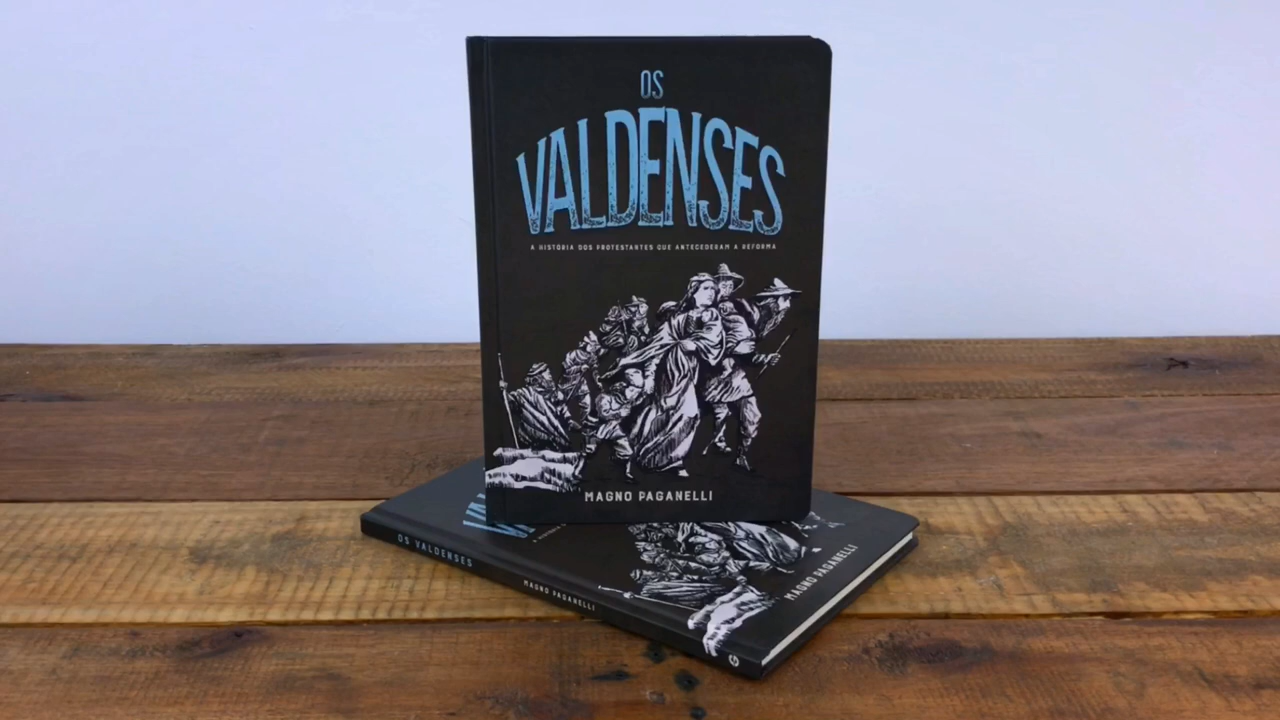 OS
VALDENSES
A HISTÓRIA DOS PROTESTANTES QUE ANTECEDERAM A REFORMA
MAGNO PAGANELLI
OS VALDENSES
MAGNO PAGANELLI
MAGNO PAGANELLI